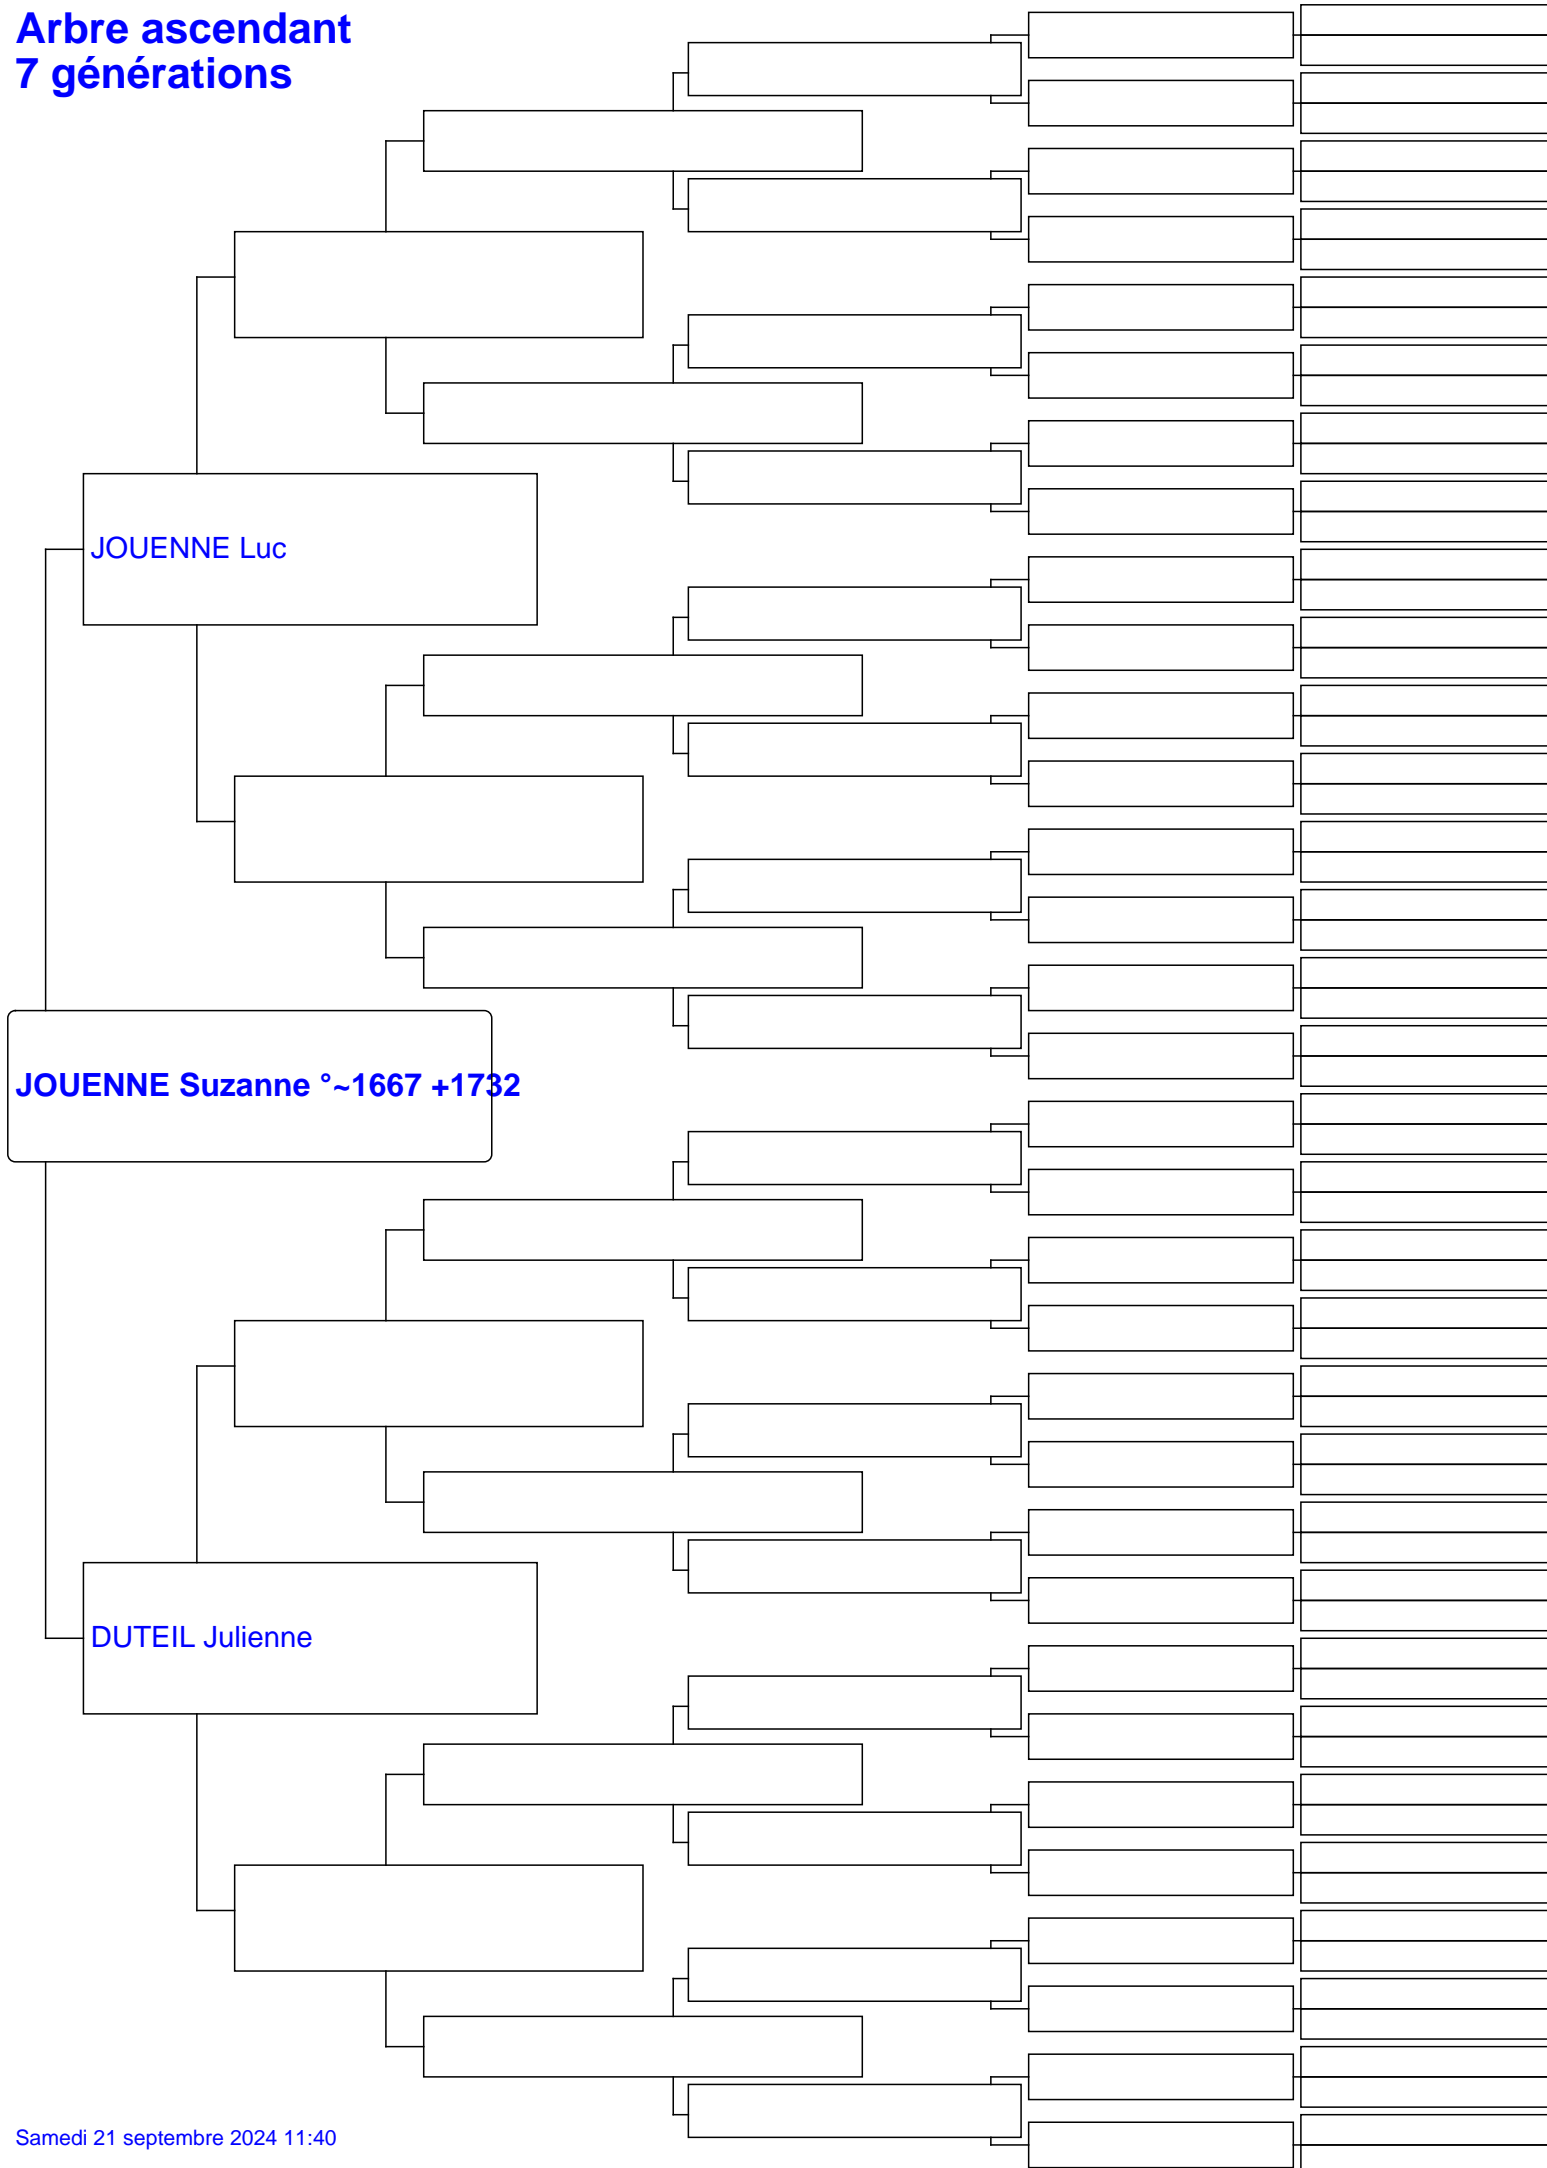 Arbre ascendant
7 générations
JOUENNE Luc
JOUENNE Suzanne °~1667 +1732
DUTEIL Julienne
Samedi 21 septembre 2024 11:40